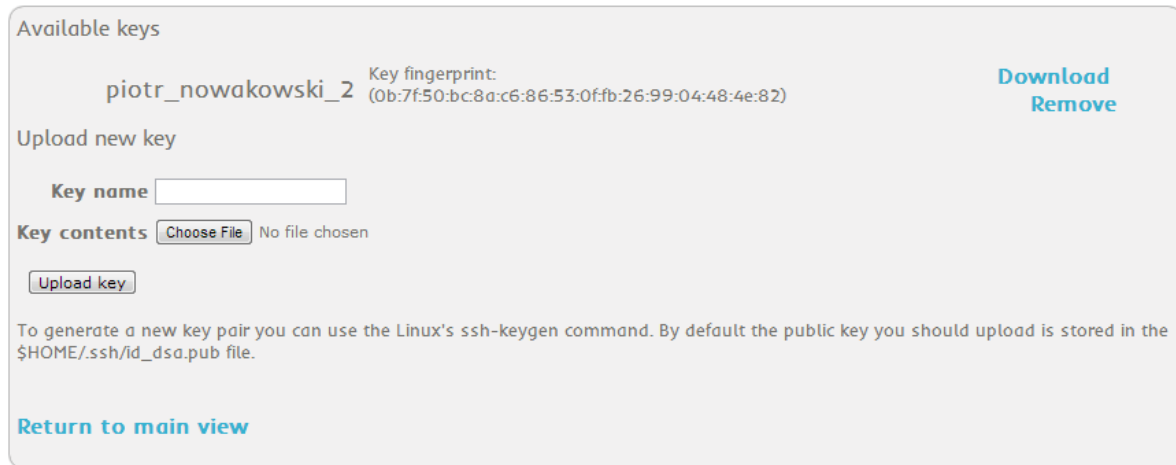 Available keys
piotr_nowakowski_2 Key fingerprint:
(0b:7f:50:bc:8a:c6:86:53:0f:fb:26:99:04:48:4e:82)
Download
Remove
Upload new key
Key name
Key contents Choose File No file chosen
Upload key
To generate a new key pair you can use the Linux's ssh-keygen command. By default the public key you should upload is stored in the
$HOME/.ssh/id_dsa.pub file.
Return to main view